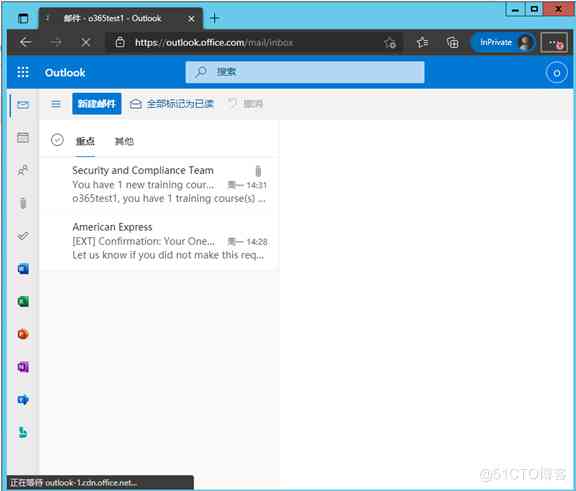 邮件 - o365test1 - Outlook
https://outlook.office.com/mail/inbox
InPrivate
Outlook
搜索
O
新建邮件 全部标记为已读 撤消
重点 其他
Security and Compliance Team
You have 1 new training cour... 周一 14:31
o365test1, you have 1 training course(s) ...
American Express
[EXT] Confirmation: Your One... 周一 14:28
Let us know if you did not make this req...
正在等待 outlook-1.cdn.office.net...
@51CTO博客